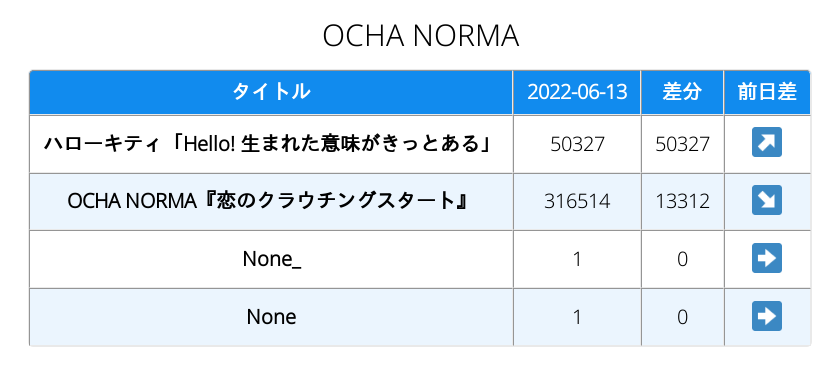 OCHA NORMA
タイトル 2022-06-13 差分 前日差
ハローキティ「Hello! 生まれた意味がきっとある」 50327 50327 ↗
OCHA NORMA『恋のクラウチングスタート』 316514 13312 ↘
None_ 1 0 ➡
None 1 0 ➡